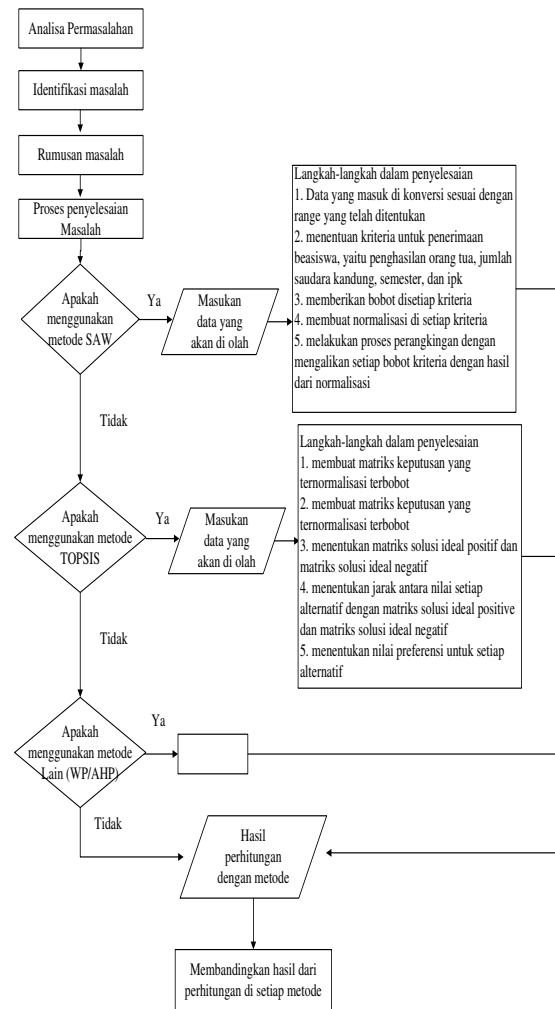 Analisa Permasalahan
Identifikasi masalah
Rumusan masalah
Proses penyelesaian
Masalah
Apakah
menggunakan
metode SAW
Ya
Masukan
data yang
akan di olah
Langkah-langkah dalam penyelesaian
1. Data yang masuk di konversi sesuai dengan
range yang telah ditentukan
2. menentuan kriteria untuk penerimaan
beasiswa, yaitu penghasilan orang tua, jumlah
saudara kandung, semester, dan ipk
3. memberikan bobot disetiap kriteria
4. membuat normalisasi di setiap kriteria
5. melakukan proses perangkingan dengan
mengalikan setiap bobot kriteria dengan hasil
dari normalisasi
Tidak
Apakah
menggunakan metode
TOPSIS
Ya
Masukan
data yang
akan di olah
Langkah-langkah dalam penyelesaian
1. membuat matriks keputusan yang
ternormalisasi terbobot
2. membuat matriks keputusan yang
ternormalisasi terbobot
3. menentukan matriks solusi ideal positif dan
matriks solusi ideal negatif
4. menentukan jarak antara nilai setiap
alternatif dengan matriks solusi ideal positive
dan matriks solusi ideal negatif
5. menentukan nilai preferensi untuk setiap
alternatif
Tidak
Apakah
menggunakan metode
Lain (WP/AHP)
Ya
Tidak
Hasil
perhitungan
dengan metode
Membandingkan hasil dari
perhitungan di setiap metode